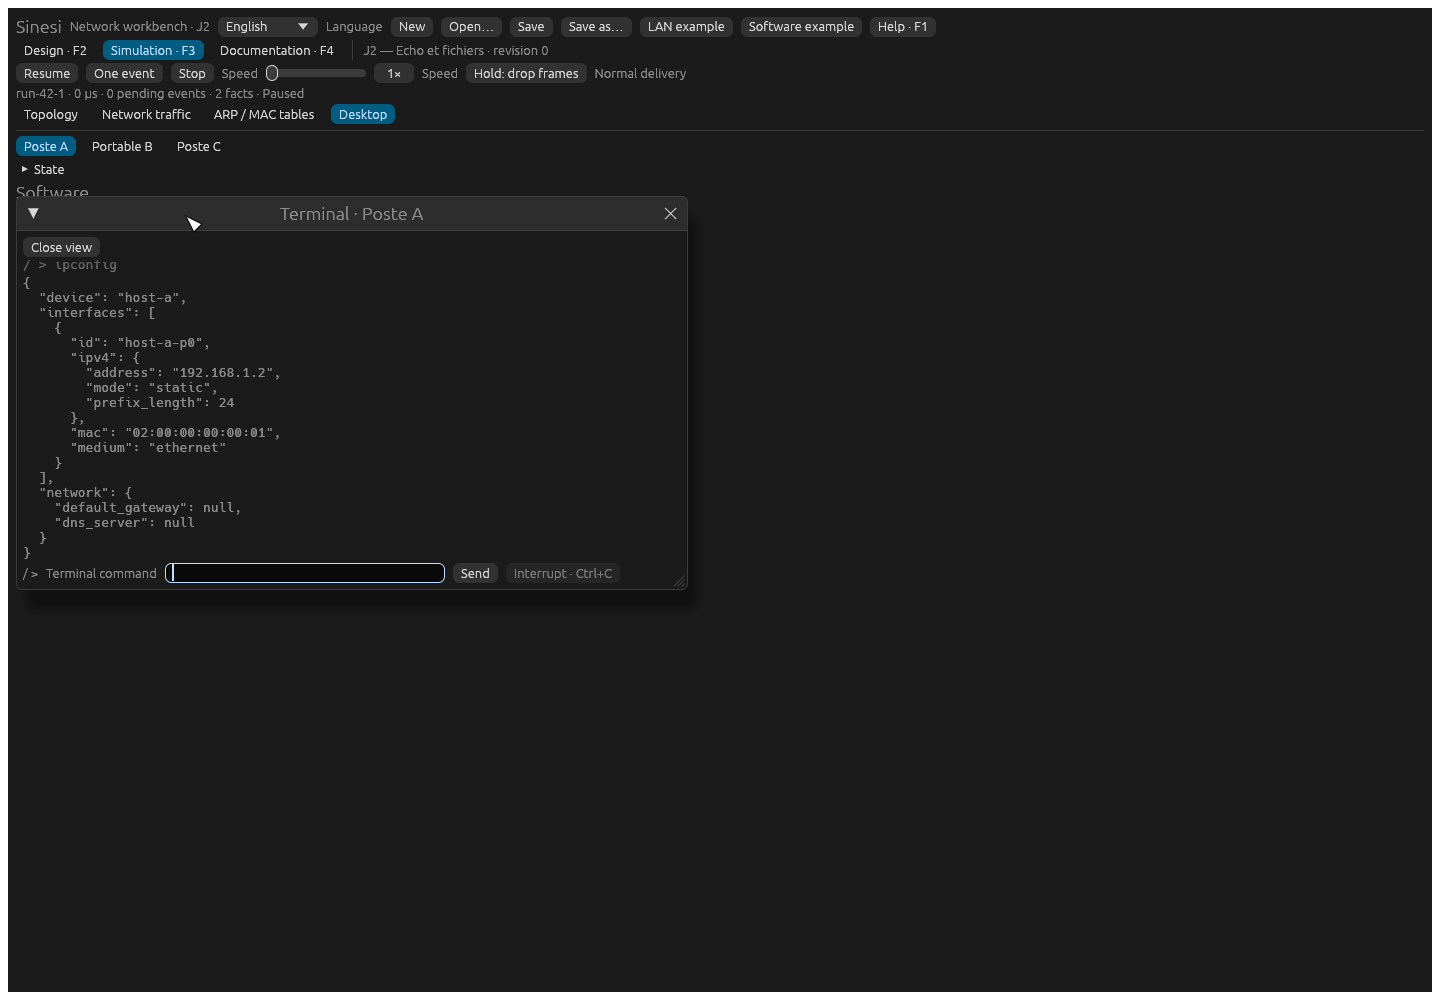 Sinesi Network workbench · J2 English Language New Open… Save Save as… LAN example Software example Help · F1
Design · F2 Simulation · F3 Documentation · F4 J2 — Echo et fichiers · revision 0
Resume One event Stop Speed 1× Speed Hold: drop frames Normal delivery
run-42-1 · 0 µs · 0 pending events · 2 facts · Paused
Topology Network traffic ARP / MAC tables Desktop
Poste A Portable B Poste C
State
Software
Terminal · Poste A
Close view
/ > ipconfig
{
  "device": "host-a",
  "interfaces": [
    {
      "id": "host-a-p0",
      "ipv4": {
        "address": "192.168.1.2",
        "mode": "static",
        "prefix_length": 24
      },
      "mac": "02:00:00:00:00:01",
      "medium": "ethernet"
    }
  ],
  "network": {
    "default_gateway": null,
    "dns_server": null
  }
}
/ > Terminal command Send Interrupt · Ctrl+C